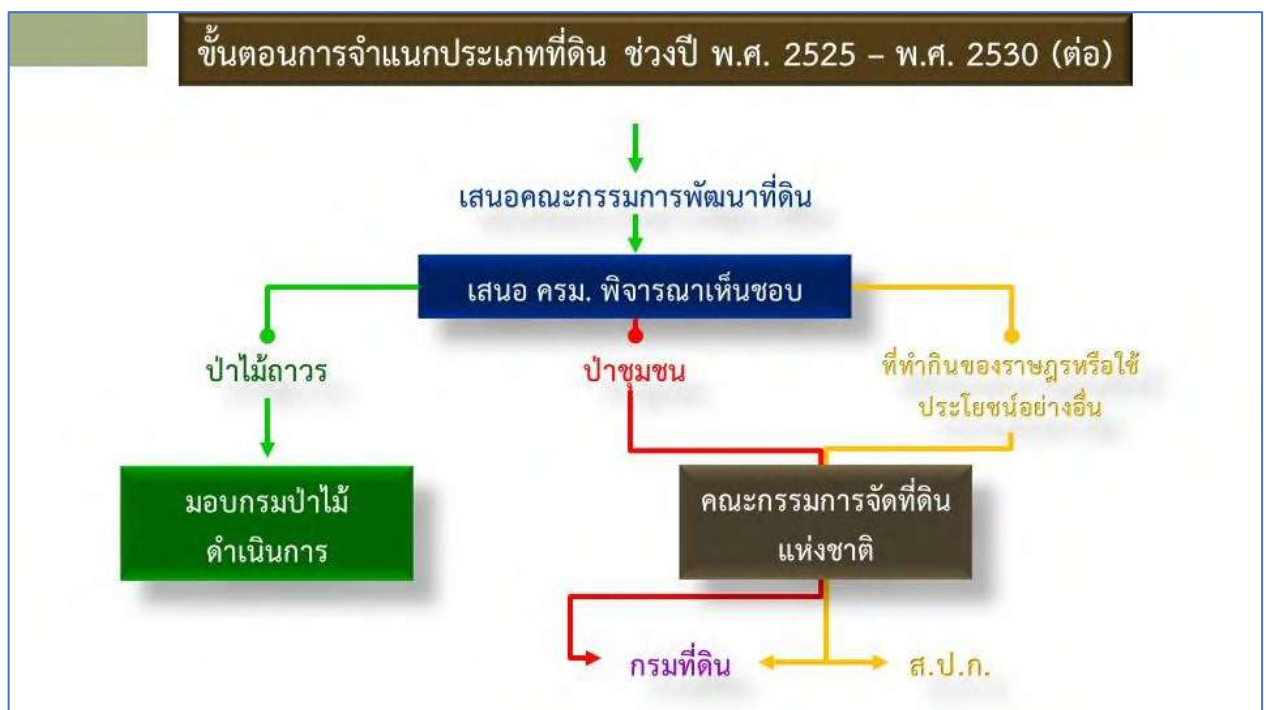 ขั้นตอนการจำแนกประเภทที่ดิน ช่วงปี พ.ศ. 2525 – พ.ศ. 2530 (ต่อ)
เสนอคณะกรรมการพัฒนาที่ดิน
เสนอ ครม. พิจารณาเห็นชอบ
ป่าไม้ถาวร
ป่าชุมชน
ที่ทำกินของราษฎรหรือใช้
ประโยชน์อย่างอื่น
มอบกรมป่าไม้
ดำเนินการ
คณะกรรมการจัดที่ดิน
แห่งชาติ
กรมที่ดิน
ส.ป.ก.